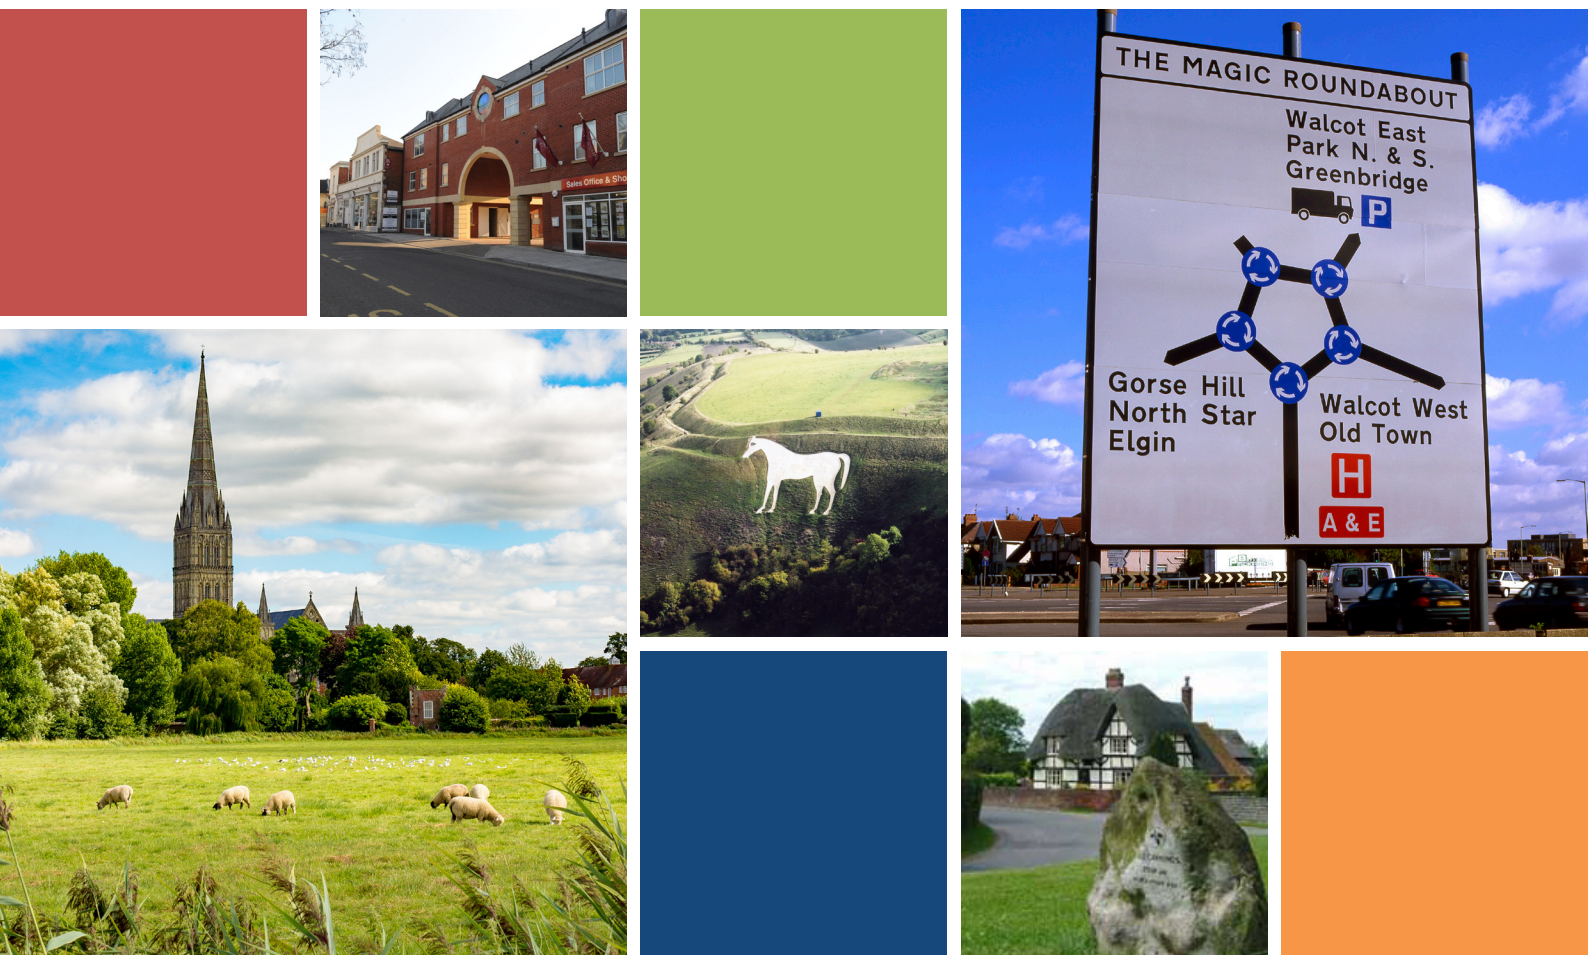 Sales Office & Sho
THE MAGIC ROUNDABOUT
Walcot East
Park N. & S.
Greenbridge
P
Gorse Hill
North Star
Elgin
Walcot West
Old Town
H
A & E